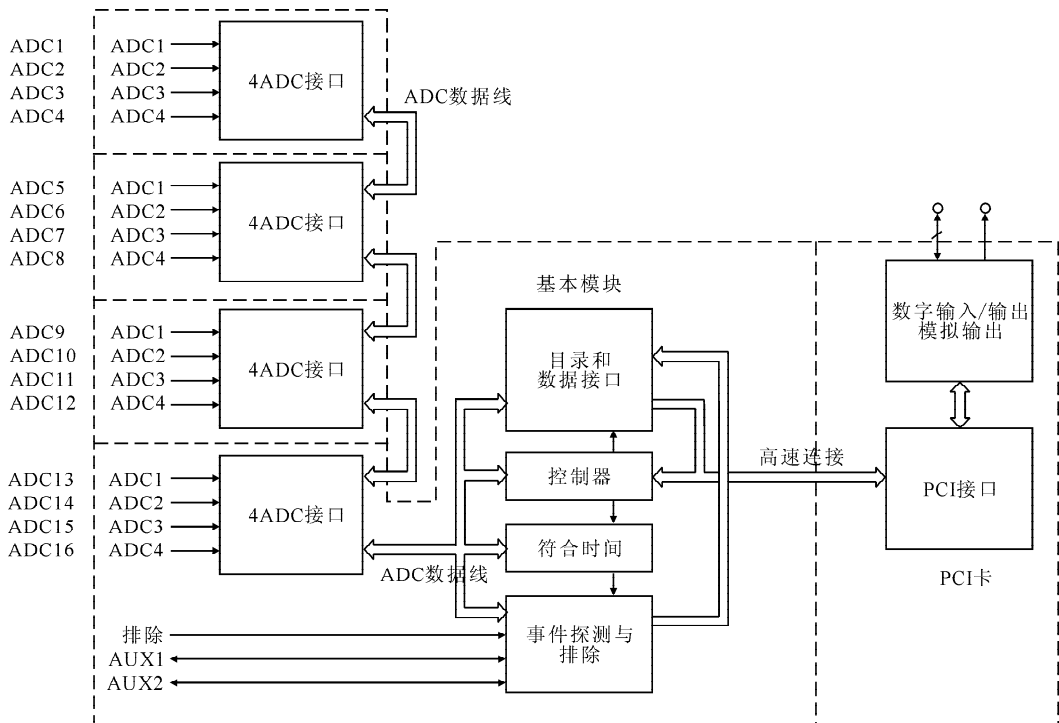 ADC1 ADC1
ADC2 ADC2
ADC3 ADC3
ADC4 ADC4
4ADC接口
ADC数据线
ADC5 ADC1
ADC6 ADC2
ADC7 ADC3
ADC8 ADC4
4ADC接口
ADC9 ADC1
ADC10 ADC2
ADC11 ADC3
ADC12 ADC4
4ADC接口
ADC13 ADC1
ADC14 ADC2
ADC15 ADC3
ADC16 ADC4
4ADC接口
ADC数据线
排除
AUX1
AUX2
基本模块
目录和
数据接口
控制器
符合时间
事件探测与
排除
高速连接
数字输入/输出
模拟输出
PCI接口
PCI卡